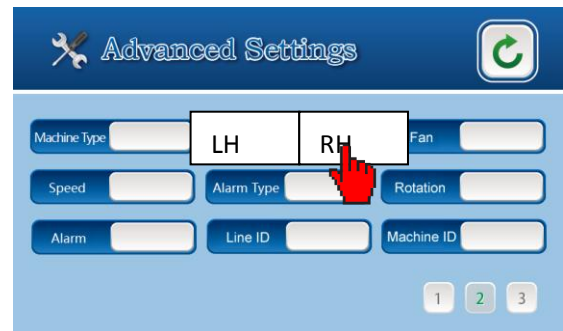 Advanced Settings
Machine Type
LH
RH
Fan
Speed
Alarm Type
Rotation
Alarm
Line ID
Machine ID
1 2 3